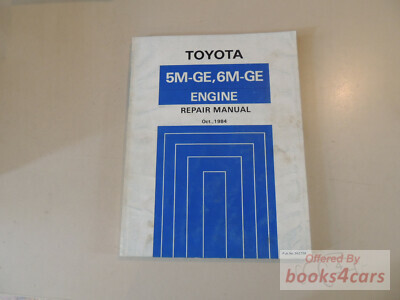 TOYOTA
5M-GE, 6M-GE
ENGINE
REPAIR MANUAL
Oct., 1984
Offered By
books4cars